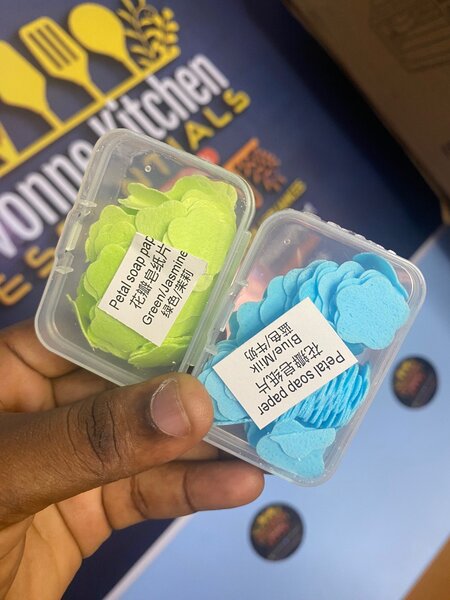 vonne Kitchen
Petal soap pap
花瓣皂纸片
Green/Jasmine
绿色/茉莉
Petal soap paper
花瓣皂纸片
Blue/Milk
蓝色/牛奶